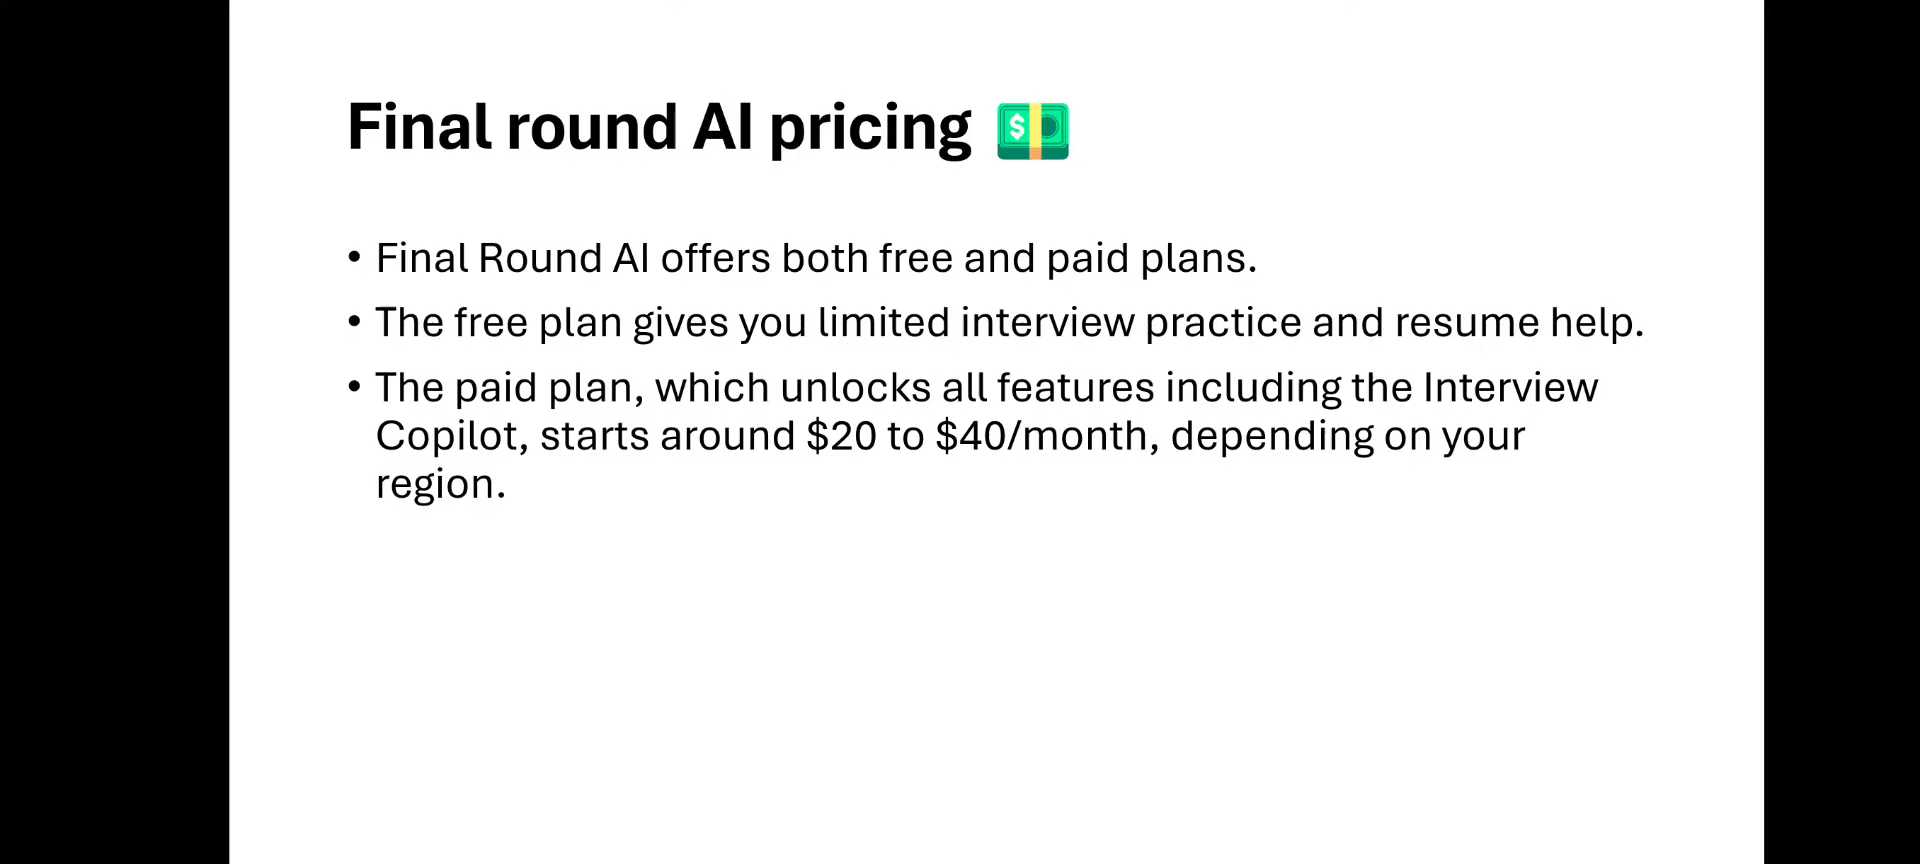 Final round AI pricing 💵
• Final Round AI offers both free and paid plans.
• The free plan gives you limited interview practice and resume help.
• The paid plan, which unlocks all features including the Interview
Copilot, starts around $20 to $40/month, depending on your
region.